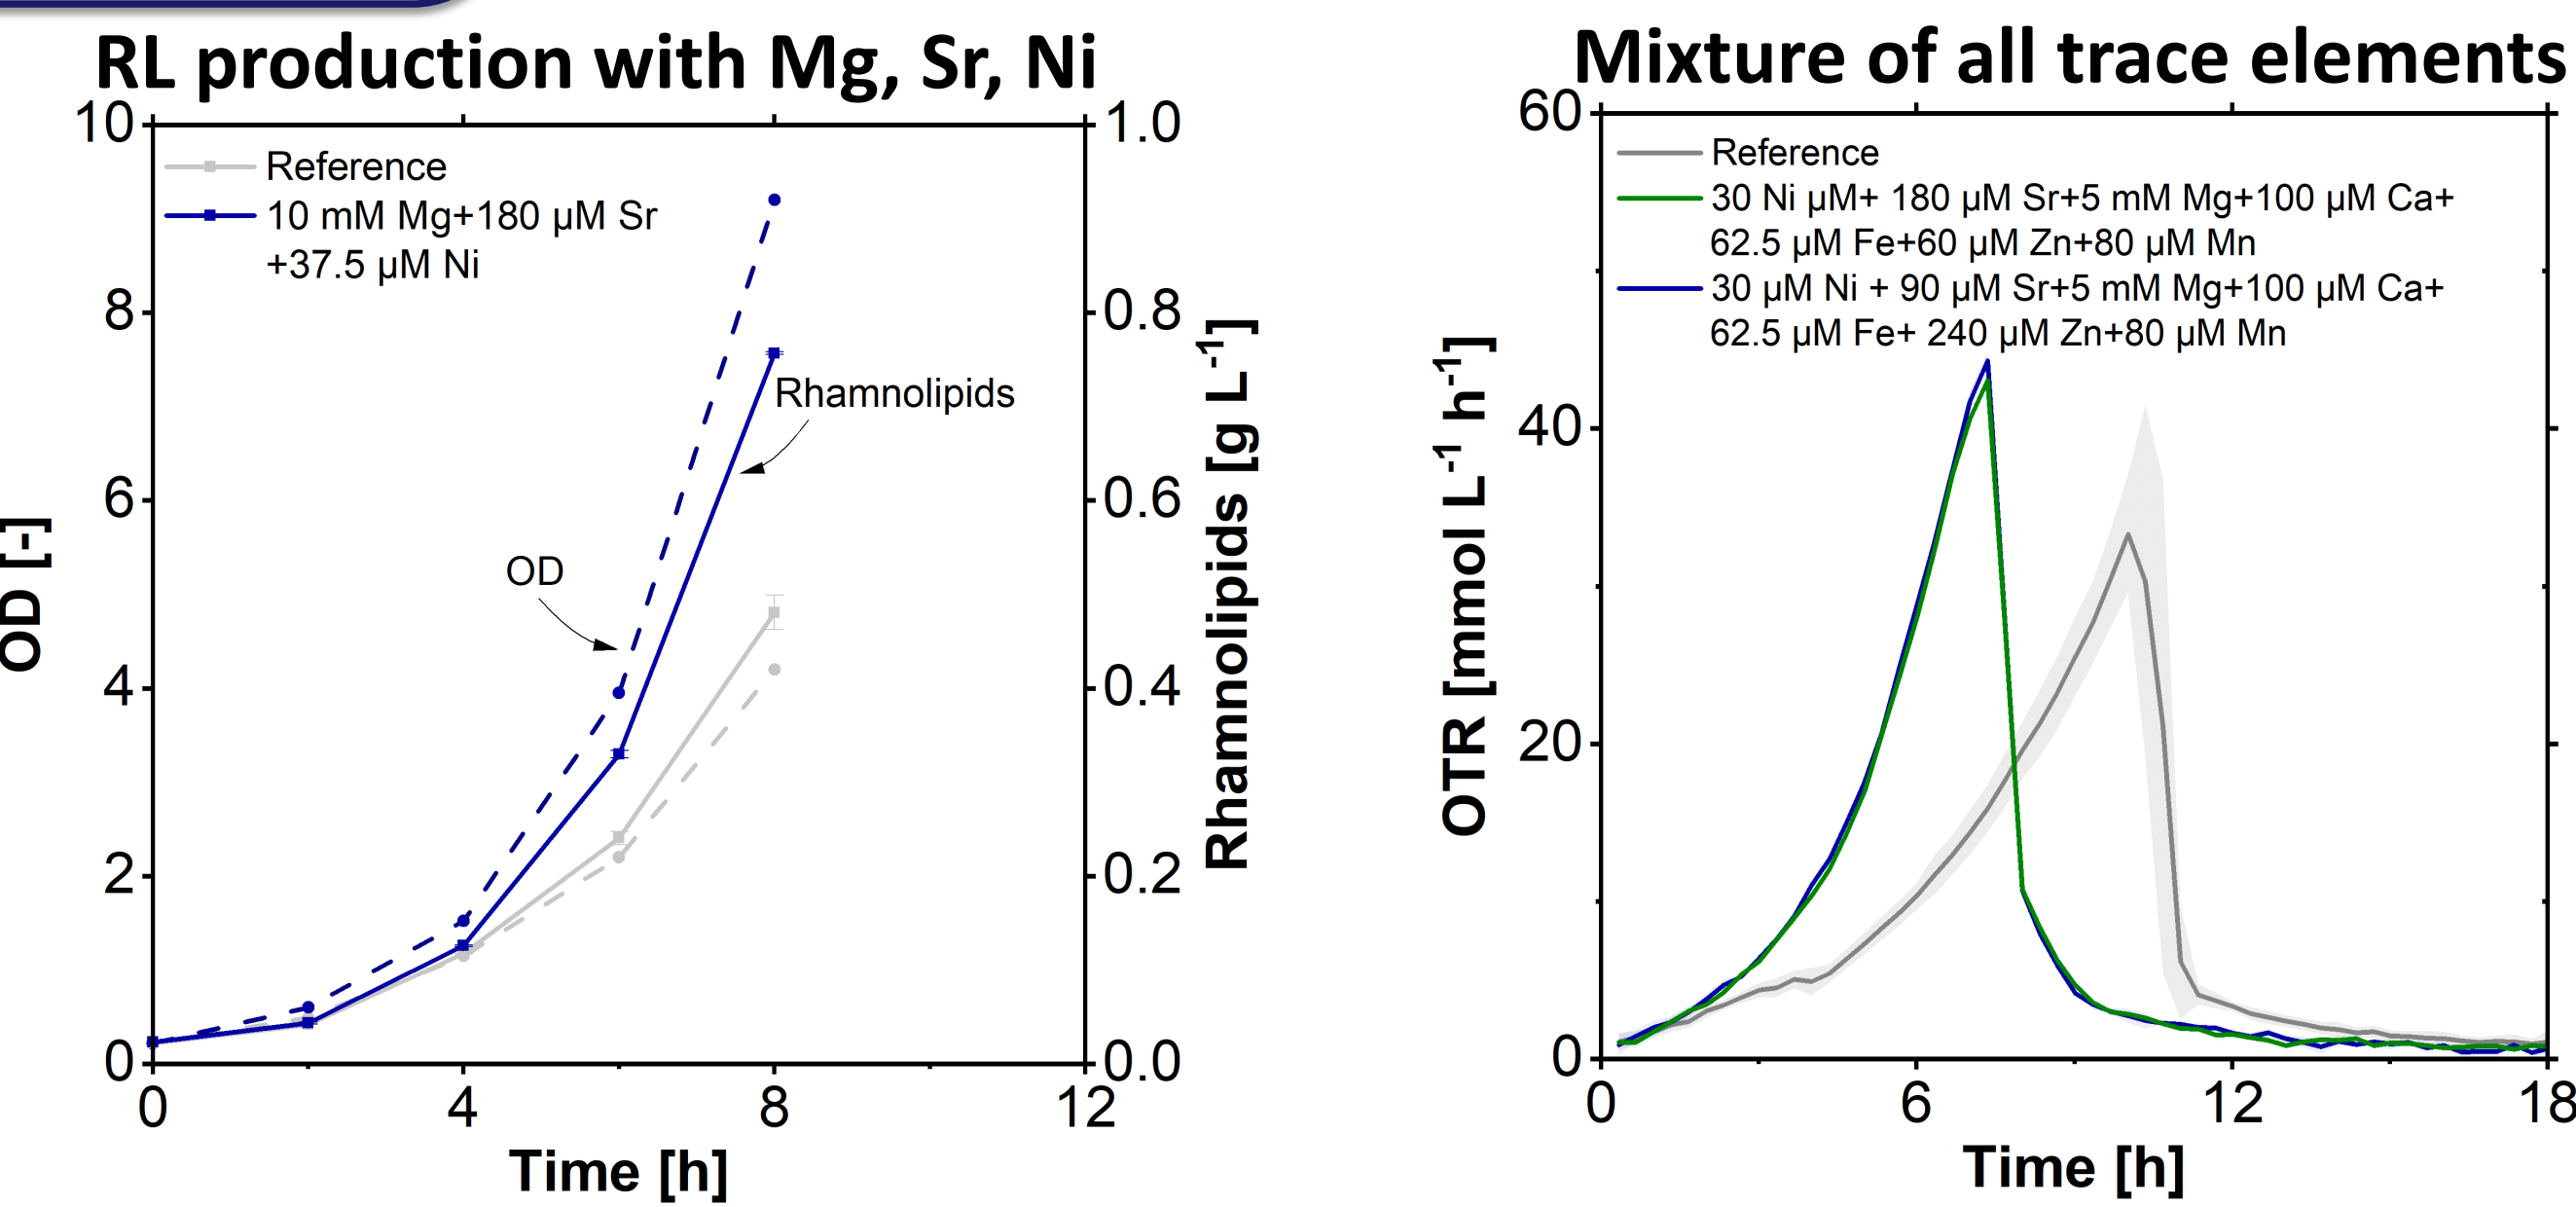 RL production with Mg, Sr, Ni
10
8
6
4
2
0
OD [-]
Reference
10 mM Mg+180 µM Sr
+37.5 µM Ni
OD
Rhamnolipids
1.0
0.8
0.6
0.4
0.2
0.0
Rhamnolipids [g L-1]
0 4 8 12
Time [h]
Mixture of all trace elements
60
40
20
0
OTR [mmol L-1 h-1]
Reference
30 Ni µM+ 180 µM Sr+5 mM Mg+100 µM Ca+
62.5 µM Fe+60 µM Zn+80 µM Mn
30 µM Ni + 90 µM Sr+5 mM Mg+100 µM Ca+
62.5 µM Fe+ 240 µM Zn+80 µM Mn
0 6 12 18
Time [h]